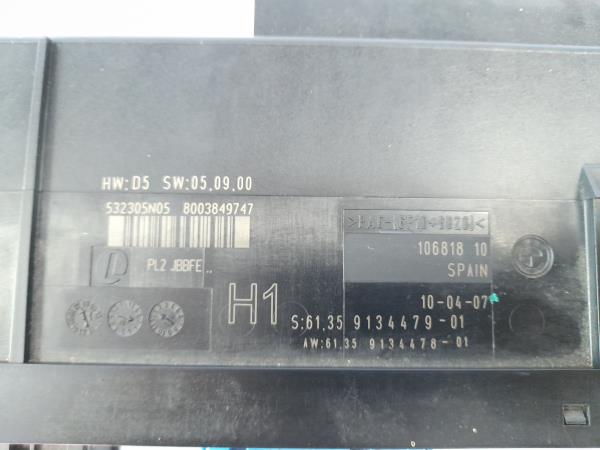 HW:D5 SW:05.09.00
532305N05 8003849747
PL2 JBBFE ..
106818 10
SPAIN
H1
10-04-07
S:61.35 9134479-01
AW:61.35 9134478-01